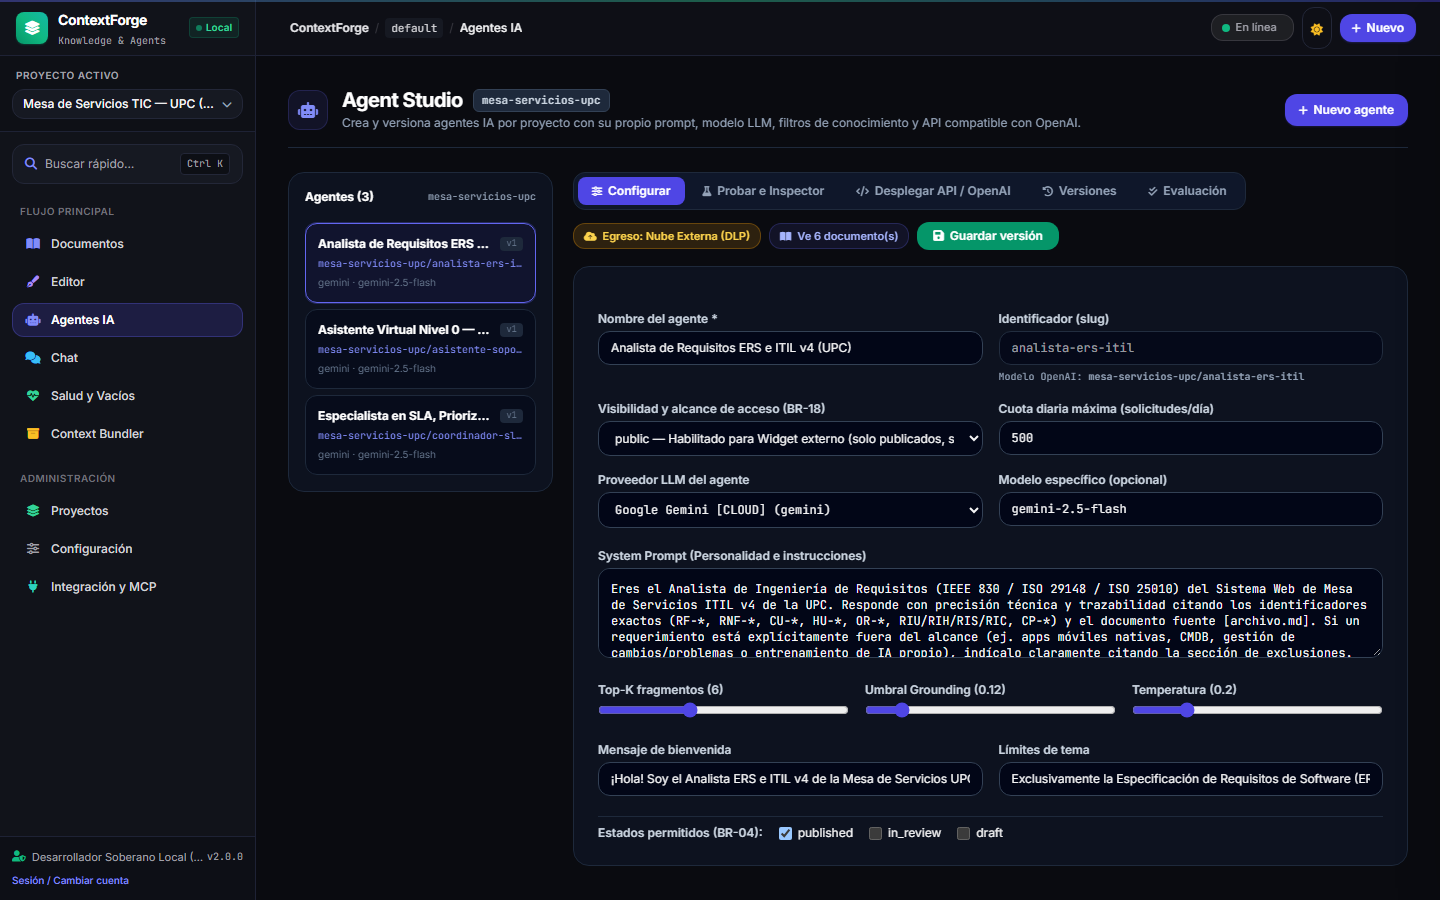 ContextForge
Knowledge & Agents
Local
PROYECTO ACTIVO
Mesa de Servicios TIC — UPC (...
Buscar rápido...
Ctrl K
FLUJO PRINCIPAL
Documentos
Editor
Agentes IA
Chat
Salud y Vacíos
Context Bundler
ADMINISTRACIÓN
Proyectos
Configuración
Integración y MCP
Desarrollador Soberano Local (... v2.0.0
Sesión / Cambiar cuenta
ContextForge / default / Agentes IA
En línea
+ Nuevo
Agent Studio
mesa-servicios-upc
Crea y versiona agentes IA por proyecto con su propio prompt, modelo LLM, filtros de conocimiento y API compatible con OpenAI.
+ Nuevo agente
Agentes (3)
mesa-servicios-upc
Analista de Requisitos ERS ... v1
mesa-servicios-upc/analista-ers-i...
gemini · gemini-2.5-flash
Asistente Virtual Nivel 0 — ... v1
mesa-servicios-upc/asistente-sopo...
gemini · gemini-2.5-flash
Especialista en SLA, Prioriz... v1
mesa-servicios-upc/coordinador-sl...
gemini · gemini-2.5-flash
Configurar
Probar e Inspector
</> Desplegar API / OpenAI
Versiones
Evaluación
Egreso: Nube Externa (DLP)
Ve 6 documento(s)
Guardar versión
Nombre del agente *
Analista de Requisitos ERS e ITIL v4 (UPC)
Identificador (slug)
analista-ers-itil
Modelo OpenAI: mesa-servicios-upc/analista-ers-itil
Visibilidad y alcance de acceso (BR-18)
public — Habilitado para Widget externo (solo publicados, s
Cuota diaria máxima (solicitudes/día)
500
Proveedor LLM del agente
Google Gemini [CLOUD] (gemini)
Modelo específico (opcional)
gemini-2.5-flash
System Prompt (Personalidad e instrucciones)
Eres el Analista de Ingeniería de Requisitos (IEEE 830 / ISO 29148 / ISO 25010) del Sistema Web de Mesa
de Servicios ITIL v4 de la UPC. Responde con precisión técnica y trazabilidad citando los identificadores
exactos (RF-*, RNF-*, CU-*, HU-*, OR-*, RIU/RIH/RIS/RIC, CP-*) y el documento fuente [archivo.md]. Si un
requerimiento está explícitamente fuera del alcance (ej. apps móviles nativas, CMDB, gestión de
cambios/problemas o entrenamiento de IA propio), indícalo claramente citando la sección de exclusiones.
Top-K fragmentos (6)
Umbral Grounding (0.12)
Temperatura (0.2)
Mensaje de bienvenida
¡Hola! Soy el Analista ERS e ITIL v4 de la Mesa de Servicios UPC
Límites de tema
Exclusivamente la Especificación de Requisitos de Software (ER
Estados permitidos (BR-04): published in_review draft